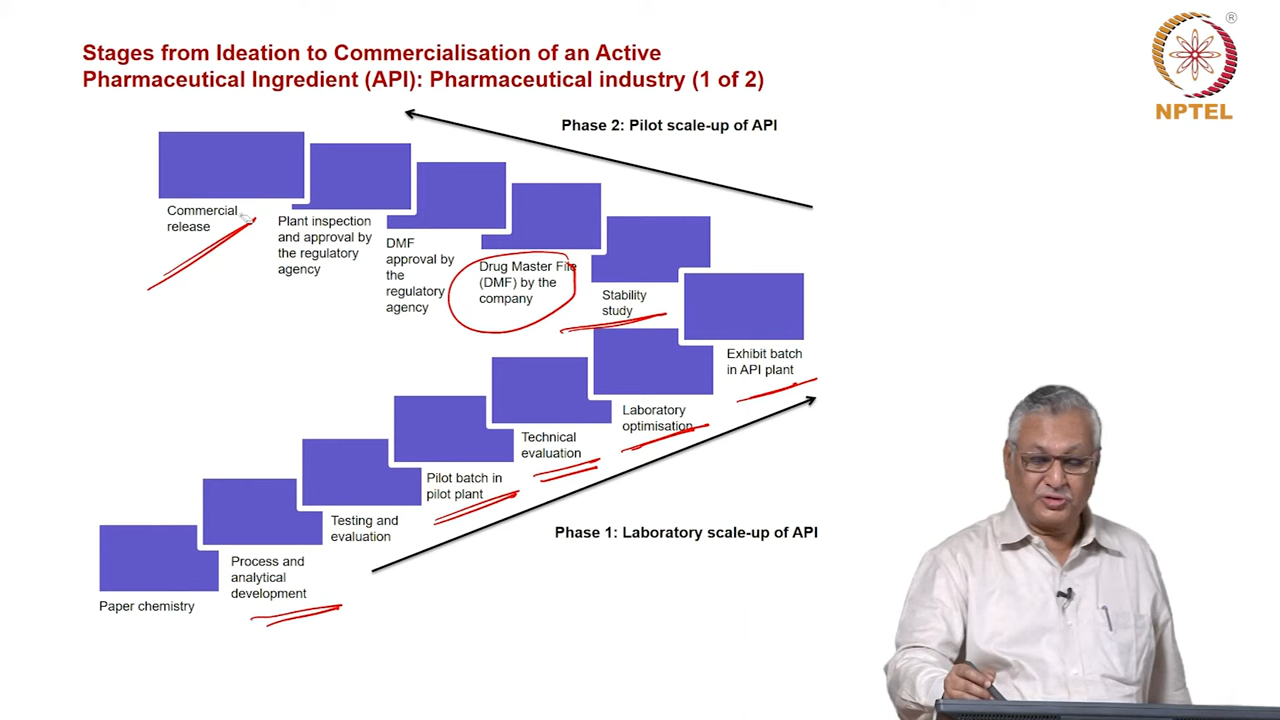 Stages from Ideation to Commercialisation of an Active
Pharmaceutical Ingredient (API): Pharmaceutical industry (1 of 2)
®
NPTEL
Phase 2: Pilot scale-up of API
Commercial
release
Plant inspection
and approval by
the regulatory
agency
DMF
approval by
the
regulatory
agency
Drug Master File
(DMF) by the
company
Stability
study
Exhibit batch
in API plant
Laboratory
optimisation
Technical
evaluation
Pilot batch in
pilot plant
Testing and
evaluation
Process and
analytical
development
Paper chemistry
Phase 1: Laboratory scale-up of API